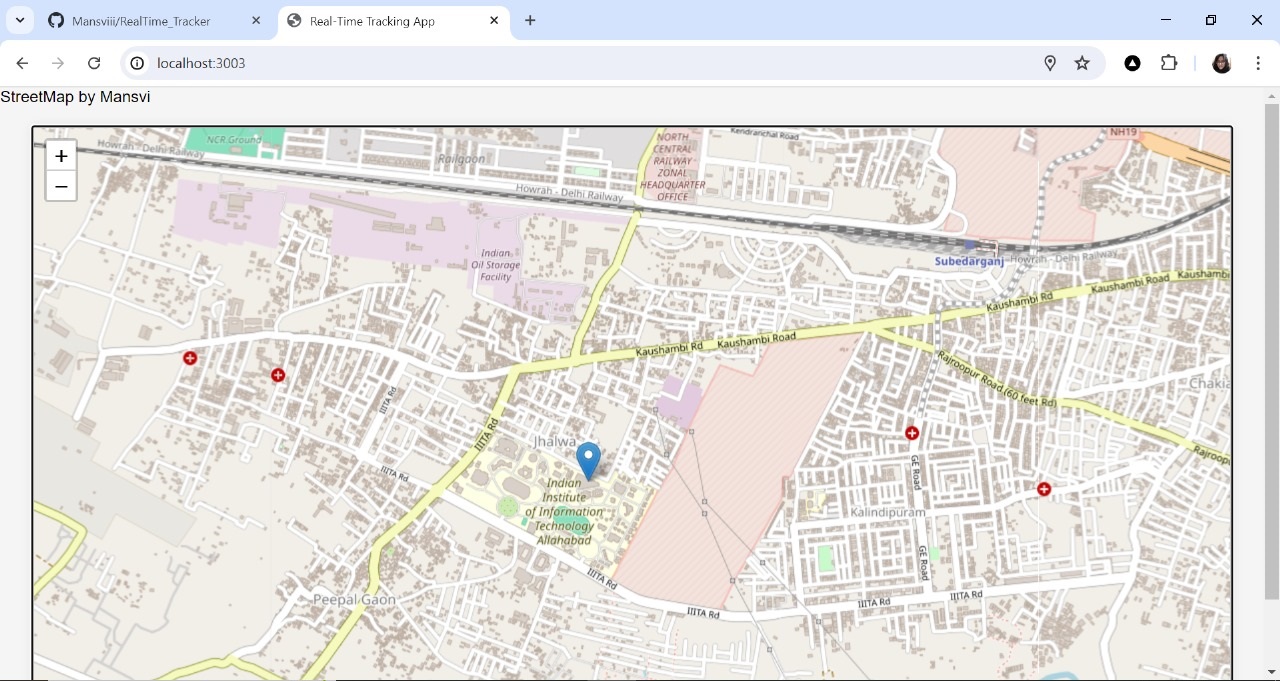 Mansviii/RealTime_Tracker
Real-Time Tracking App
localhost:3003
StreetMap by Mansvi
+
−
Howrah - Delhi Railway
NCR Ground
Railgaon
Howrah - Delhi Railway
NORTH
CENTRAL
RAILWAY
ZONAL
HEADQUARTER
OFFICE
Kendranchal Road
NH19
Indian
Oil Storage
Facility
Subedarganj
Howrah - Delhi Railway
Kaushambi Rd
Kaushambi Road
Kaushambi Rd
Kaushambi Road
Kaushambi
Rajroopur Road (60 feet Rd)
Chakia
Rajroop
IIITA Rd
IIITA Rd
IIITA Rd
Jhalwa
Indian
Institute
of Information
Technology
Allahabad
GE Road
Kalindipuram
GE Road
IIITA Rd
IIITA Rd
IIITA Rd
IIITA Rd
Peepal Gaon